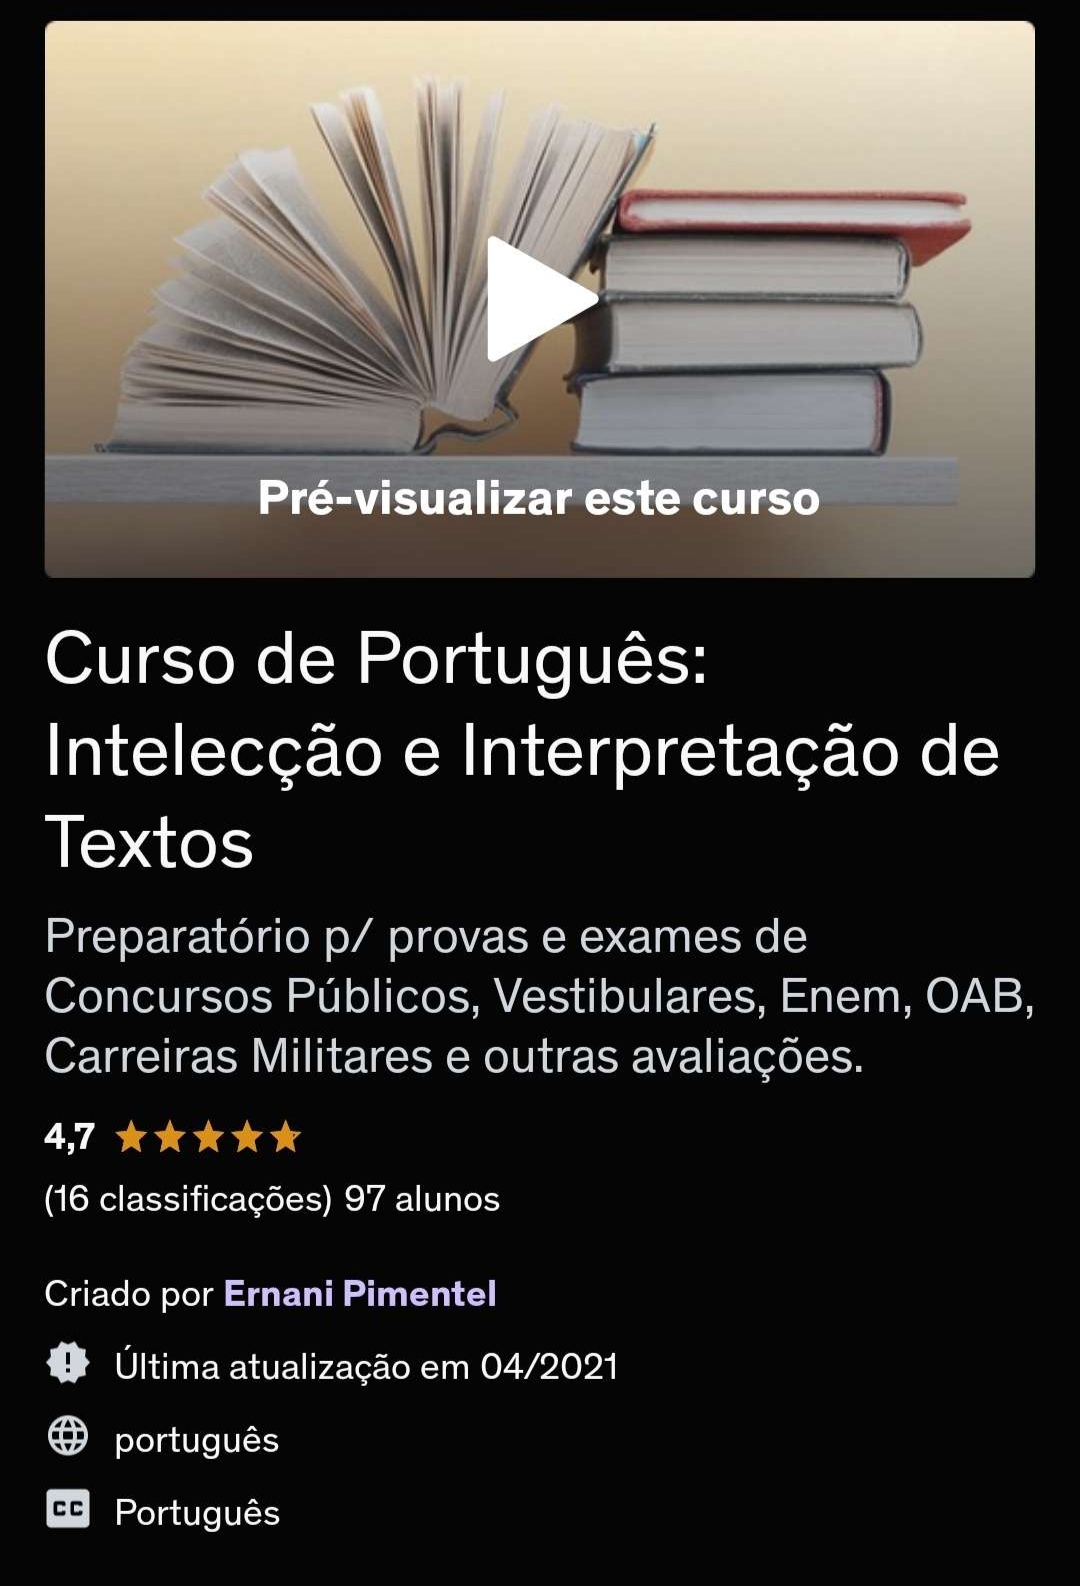 Pré-visualizar este curso
Curso de Português:
Intelecção e Interpretação de
Textos
Preparatório p/ provas e exames de
Concursos Públicos, Vestibulares, Enem, OAB,
Carreiras Militares e outras avaliações.
4,7
(16 classificações) 97 alunos
Criado por Ernani Pimentel
Última atualização em 04/2021
português
CC Português